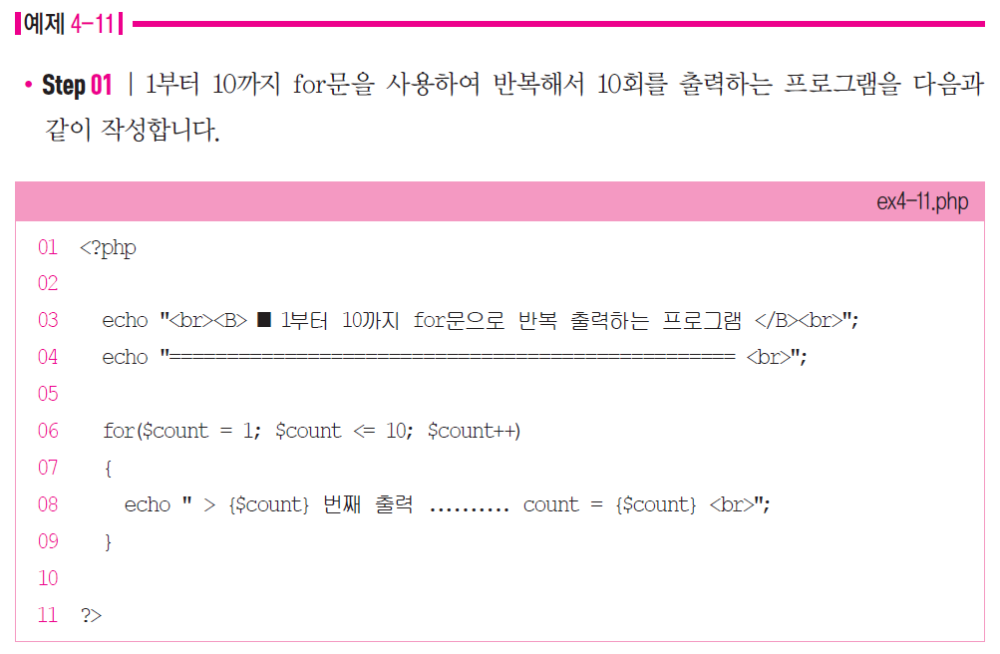 예제 4-11
• Step 01 | 1부터 10까지 for문을 사용하여 반복해서 10회를 출력하는 프로그램을 다음과
같이 작성합니다.
ex4-11.php
01 <?php
02
03 echo "<br><B> ■ 1부터 10까지 for문으로 반복 출력하는 프로그램 </B><br>";
04 echo "================================================= <br>";
05
06 for($count = 1; $count <= 10; $count++)
07 {
08 echo " > {$count} 번째 출력 .......... count = {$count} <br>";
09 }
10
11 ?>